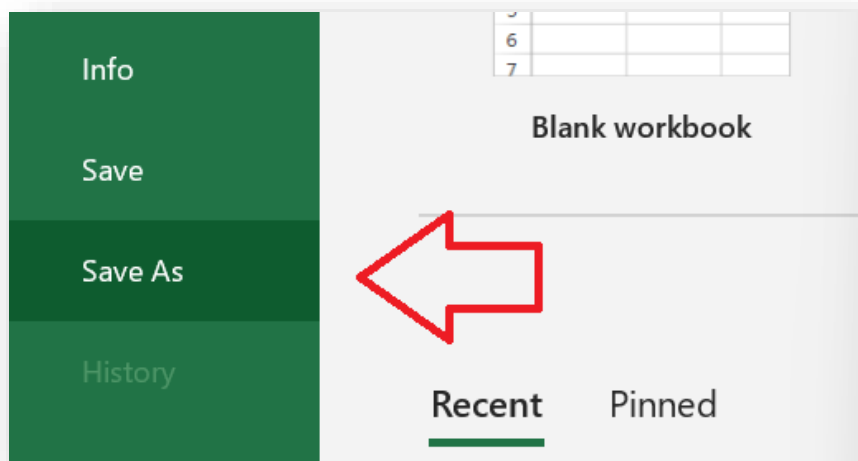 Info
Save
Save As
History
6
7
Blank workbook
Recent Pinned